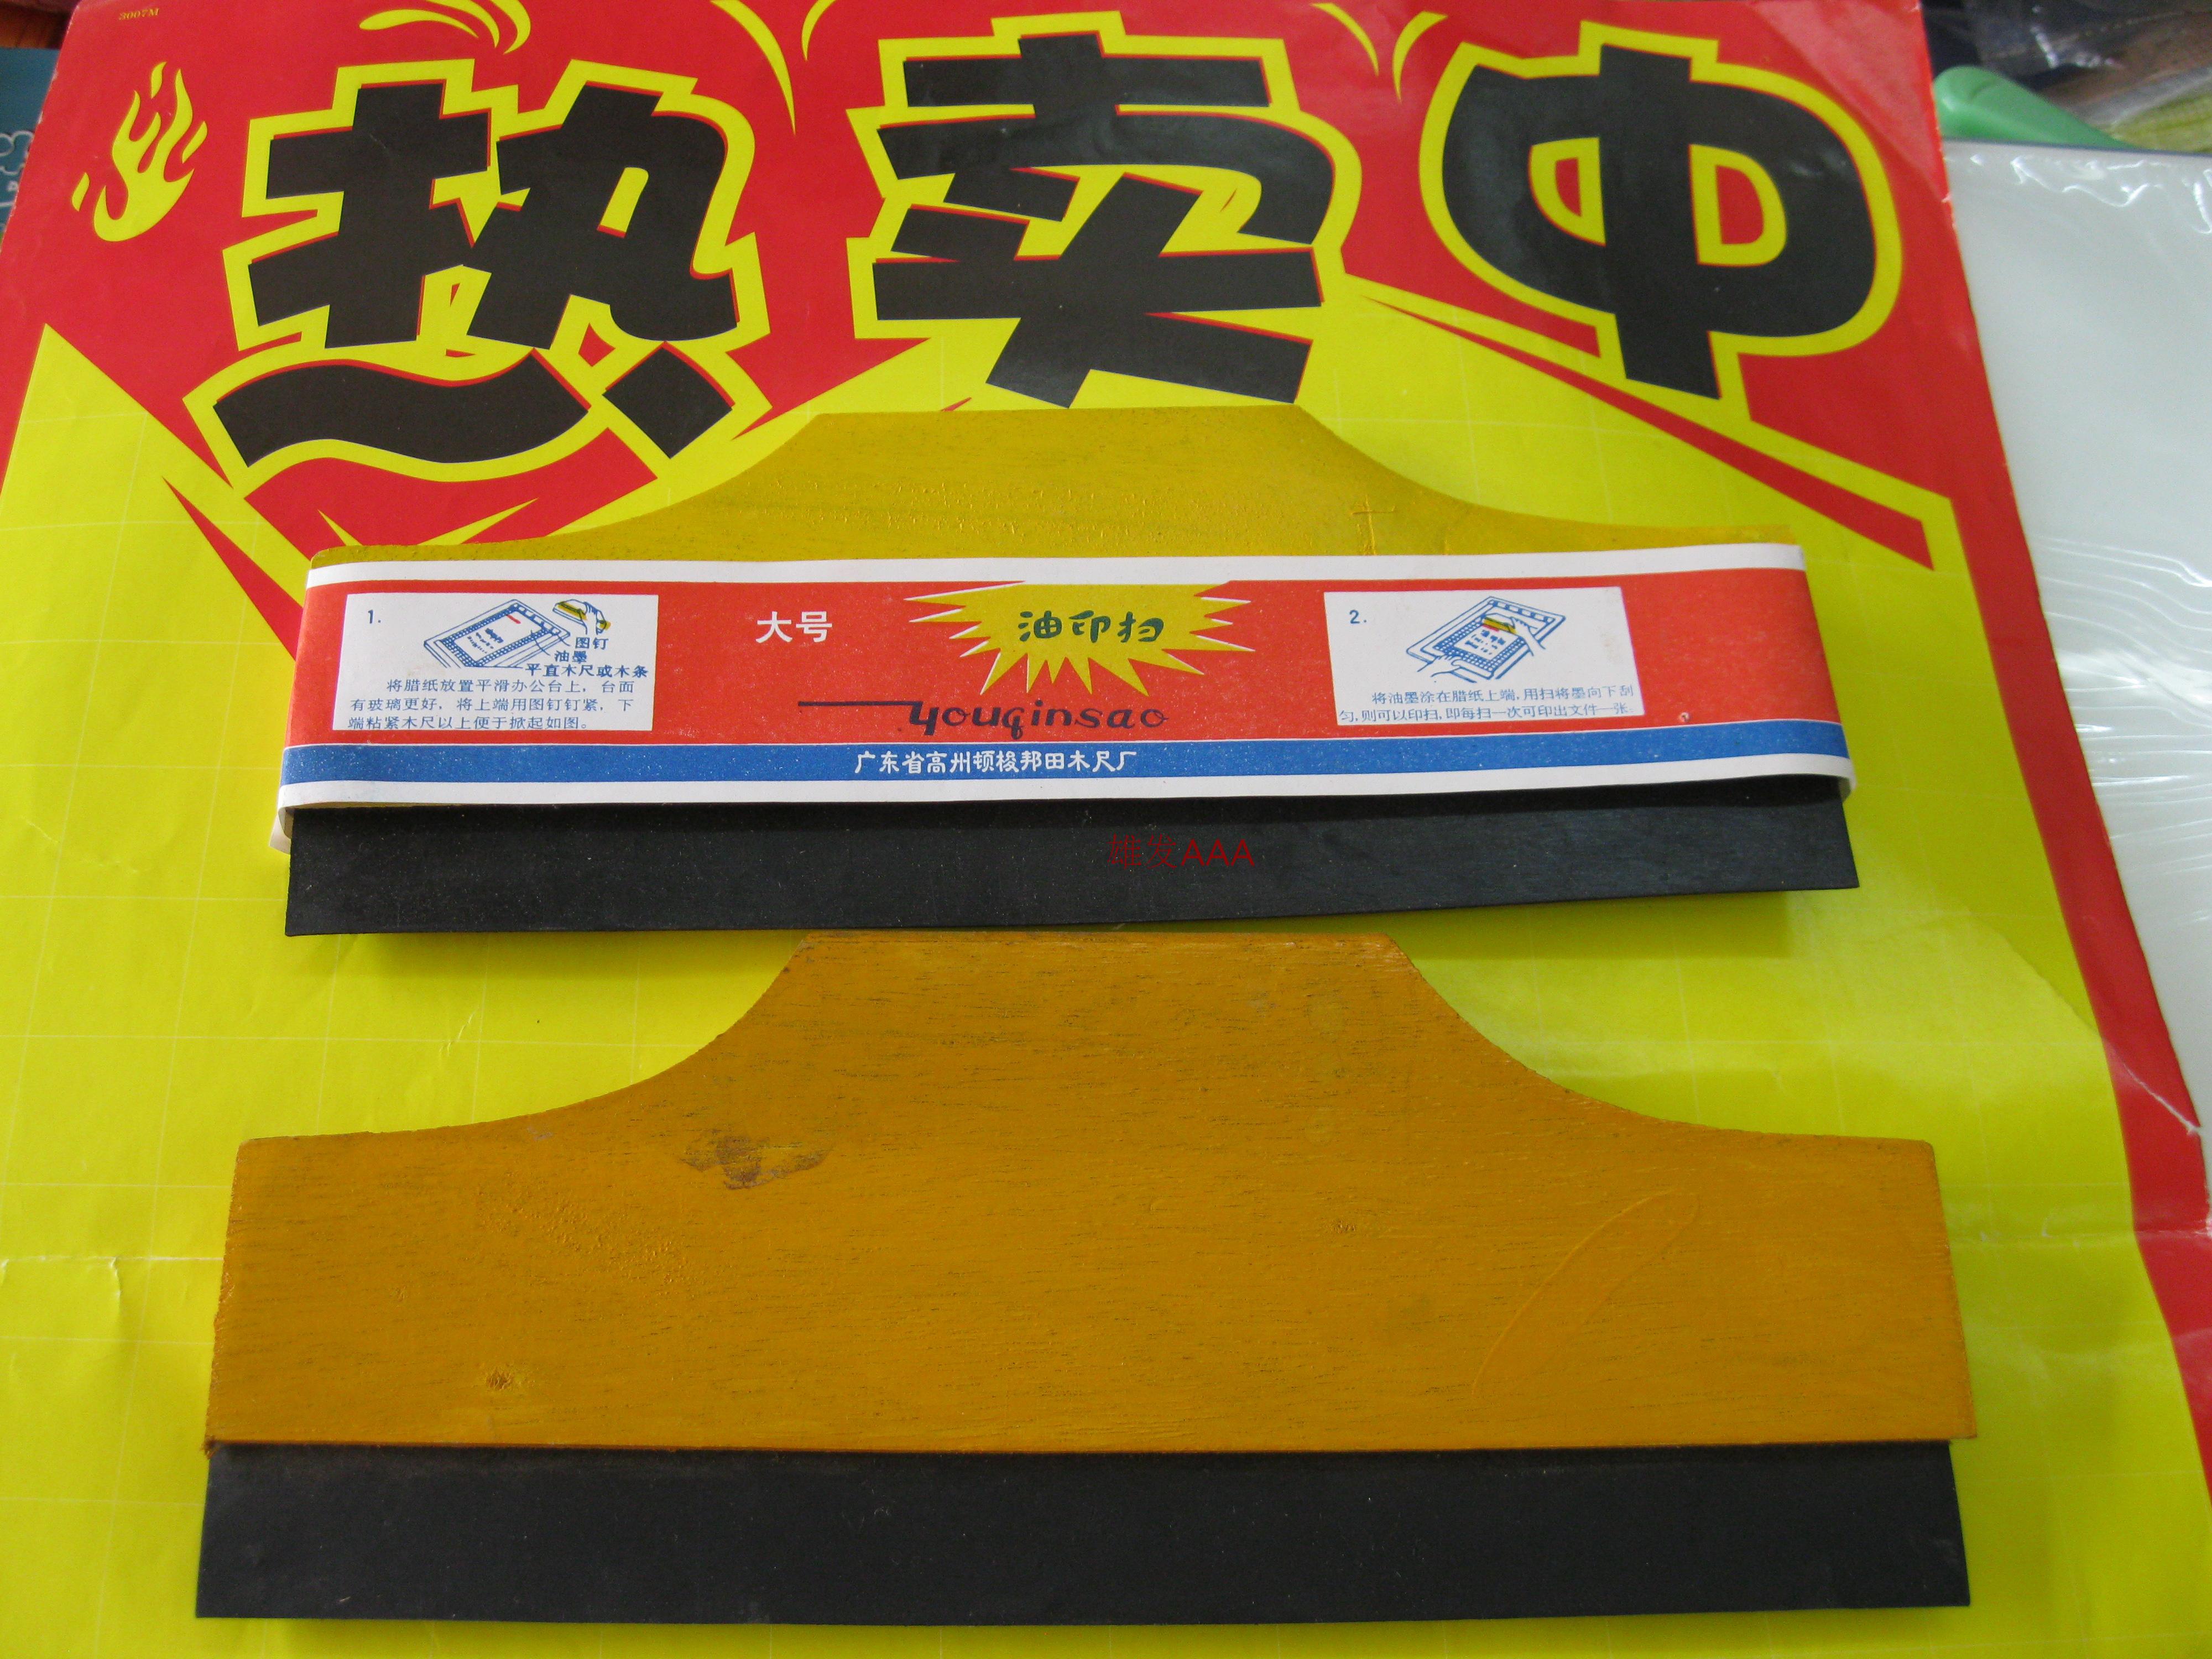 3007M
热卖中
1.
图钉
油墨
平直木尺或木条
将腊纸放置平滑办公台上，台面
有玻璃更好，将上端用图钉钉紧，下
端粘紧木尺以上便于掀起如图。
大号
油印扫
youqinsao
2.
将油墨涂在腊纸上端,用扫将墨向下刮
匀,则可以印扫,即每扫一次可印出文件一张.
广东省高州顿梭邦田木尺厂
雄发AAA